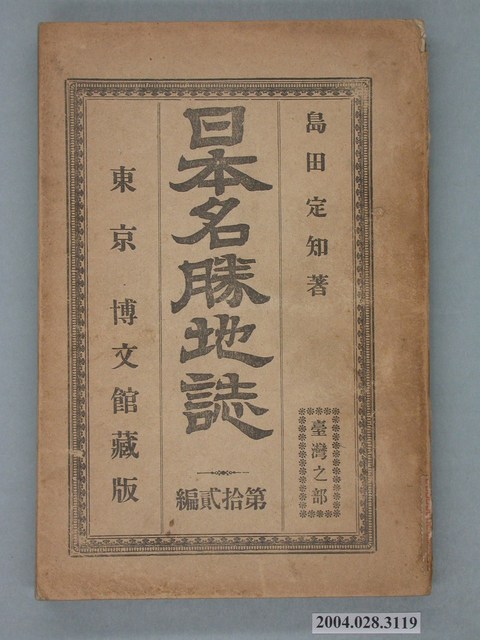 島田定知著
臺灣之部
日本名勝地誌
第拾貳編
東京 博文館藏版
2004.028.3119